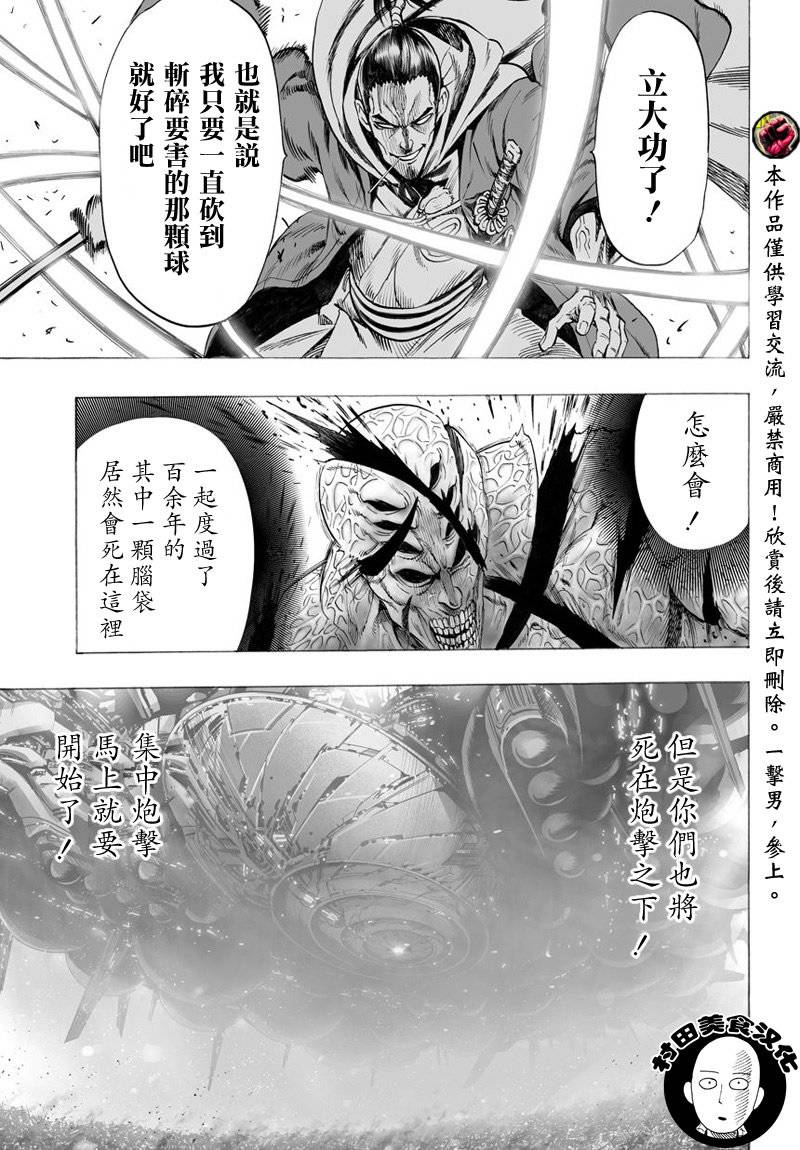 立大功了！
也就是說
我只要一直砍到
斬碎要害的那顆球
就好了吧
怎麼會！
一起度過了
百余年的
其中一顆腦袋
居然會死在這裡
但是你們也將
死在炮擊之下！
集中炮擊
馬上就要
開始了！
本作品僅供學習交流，嚴禁商用！欣賞後請立即刪除。一擊男，參上。
村田美食汉化